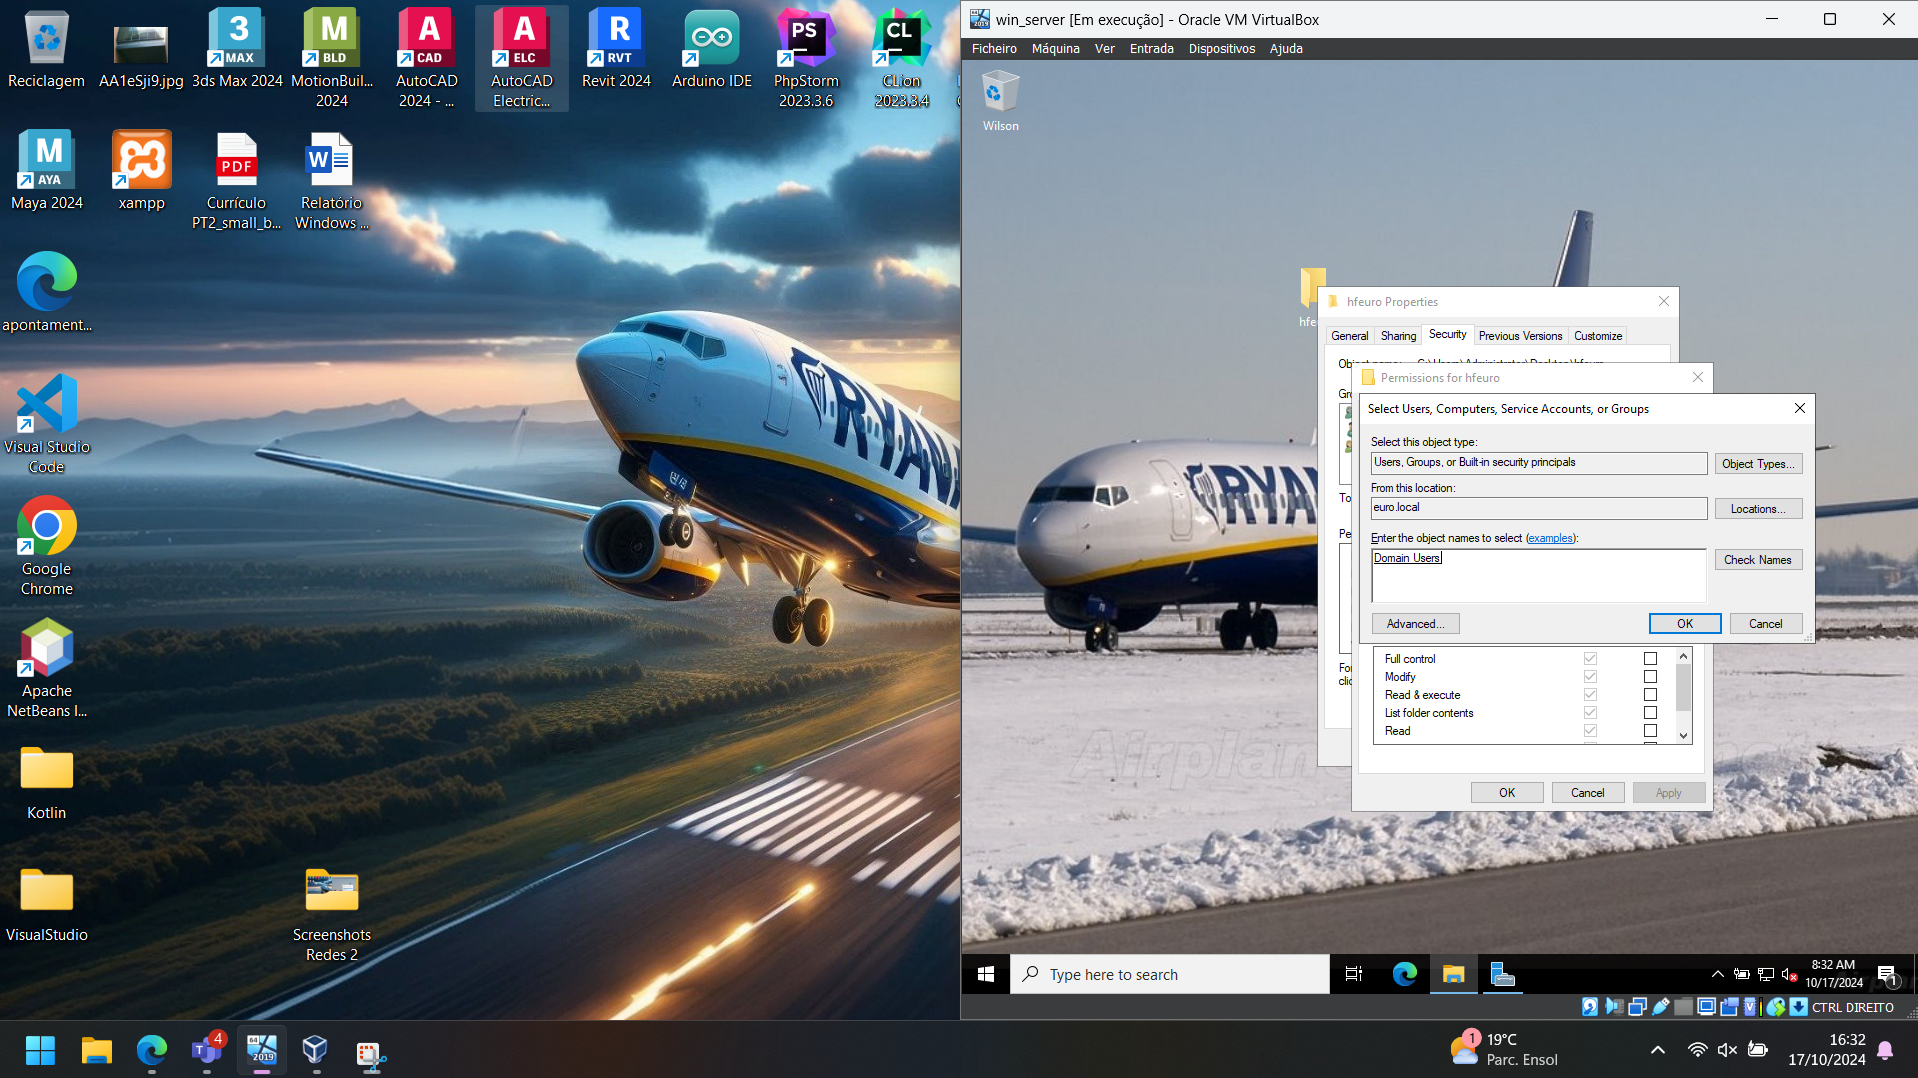 Reciclagem
AA1eSji9.jpg
3ds Max 2024
MotionBuil...
2024
AutoCAD
2024 - ...
AutoCAD
Electric...
Revit 2024
Arduino IDE
PhpStorm
2023.3.6
CLion
2023.3.4
3
MAX
M
BLD
A
CAD
A
ELC
R
RVT
PS
CL
Maya 2024
xampp
Currículo
PT2_small_b...
Relatório
Windows ...
M
AYA
PDF
W
apontament...
Visual Studio
Code
Google
Chrome
Apache
NetBeans I...
Kotlin
VisualStudio
Screenshots
Redes 2
RYAN
win_server [Em execução] - Oracle VM VirtualBox
Ficheiro Máquina Ver Entrada Dispositivos Ajuda
Wilson
RYAN
hfe
hfeuro Properties
General Sharing Security Previous Versions Customize
Permissions for hfeuro
Select Users, Computers, Service Accounts, or Groups
Select this object type:
Users, Groups, or Built-in security principals
Object Types...
From this location:
euro.local
Locations...
Enter the object names to select (examples):
Domain Users
Check Names
Advanced...
OK
Cancel
Full control
Modify
Read & execute
List folder contents
Read
OK
Cancel
Apply
Airplan
Type here to search
8:32 AM
10/17/2024
1
CTRL DIREITO
4
64
2019
1
19°C
Parc. Ensol
16:32
17/10/2024